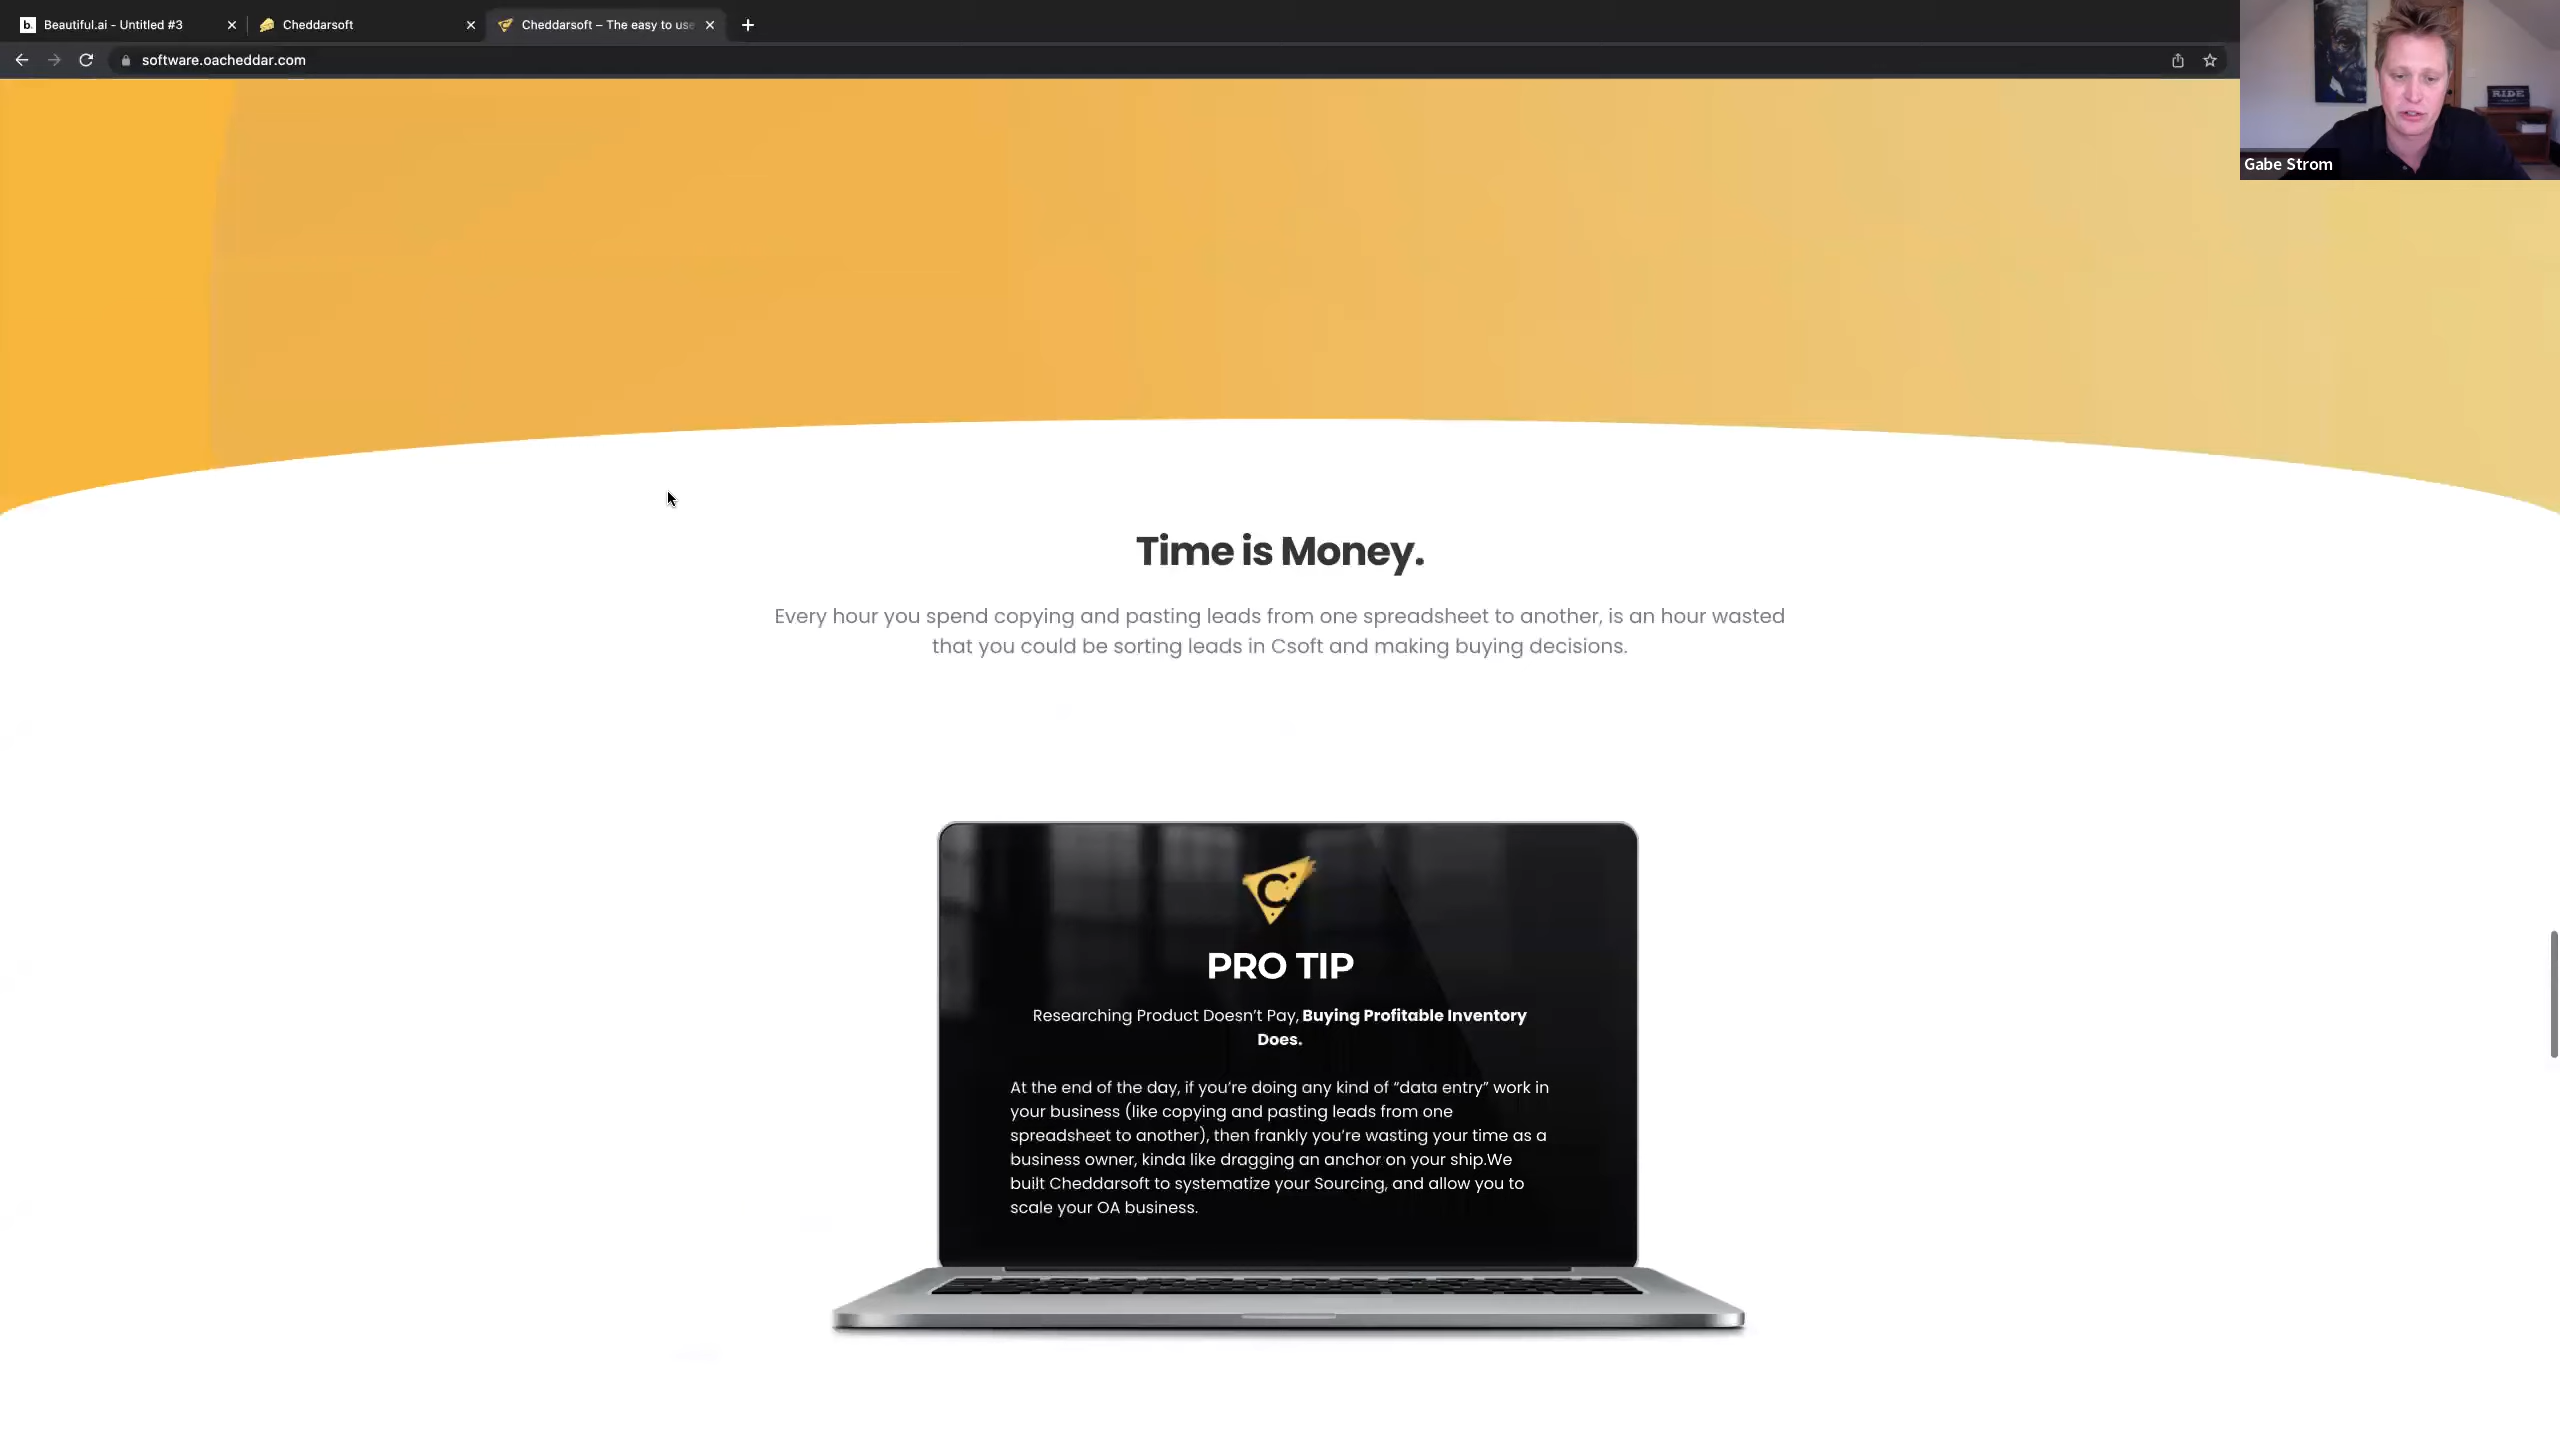 Beautiful.ai - Untitled #3
Cheddarsoft
Cheddarsoft – The easy to use
software.oacheddar.com
RIDE
Gabe Strom
Time is Money.
Every hour you spend copying and pasting leads from one spreadsheet to another, is an hour wasted
that you could be sorting leads in Csoft and making buying decisions.
C
PRO TIP
Researching Product Doesn’t Pay, Buying Profitable Inventory
Does.
At the end of the day, if you’re doing any kind of “data entry” work in
your business (like copying and pasting leads from one
spreadsheet to another), then frankly you’re wasting your time as a
business owner, kinda like dragging an anchor on your ship.We
built Cheddarsoft to systematize your Sourcing, and allow you to
scale your OA business.